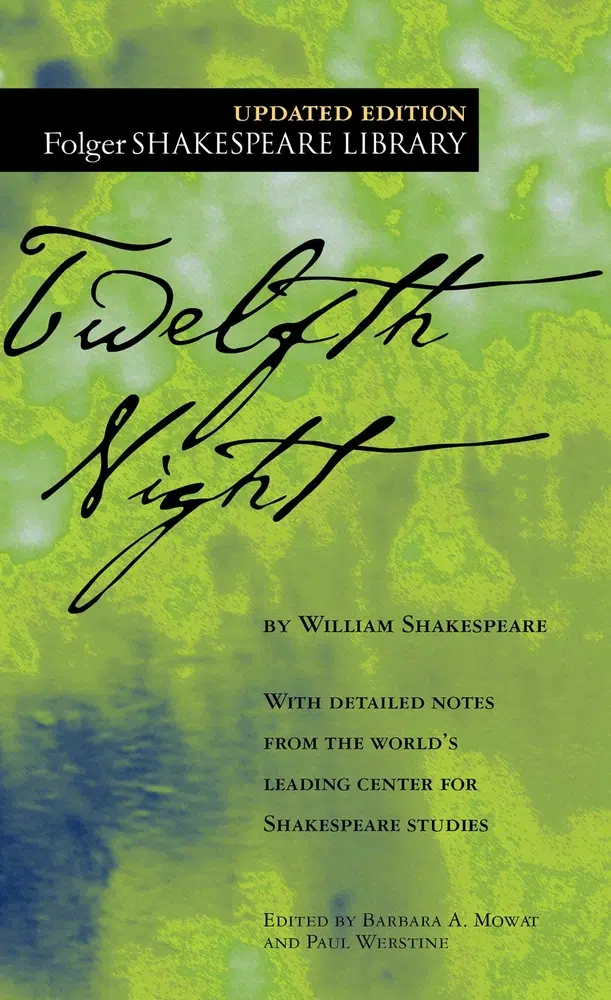 UPDATED EDITION
Folger SHAKESPEARE LIBRARY
Twelfth
Night
BY WILLIAM SHAKESPEARE
WITH DETAILED NOTES
FROM THE WORLD'S
LEADING CENTER FOR
SHAKESPEARE STUDIES
EDITED BY BARBARA A. MOWAT
AND PAUL WERSTINE